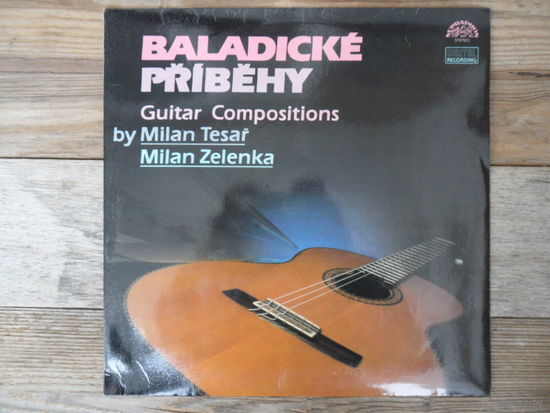 BALADICKÉ
PŘÍBĚHY
Guitar Compositions
by Milan Tesař
Milan Zelenka
SUPRAPHON
STEREO
DIGITAL
RECORDING